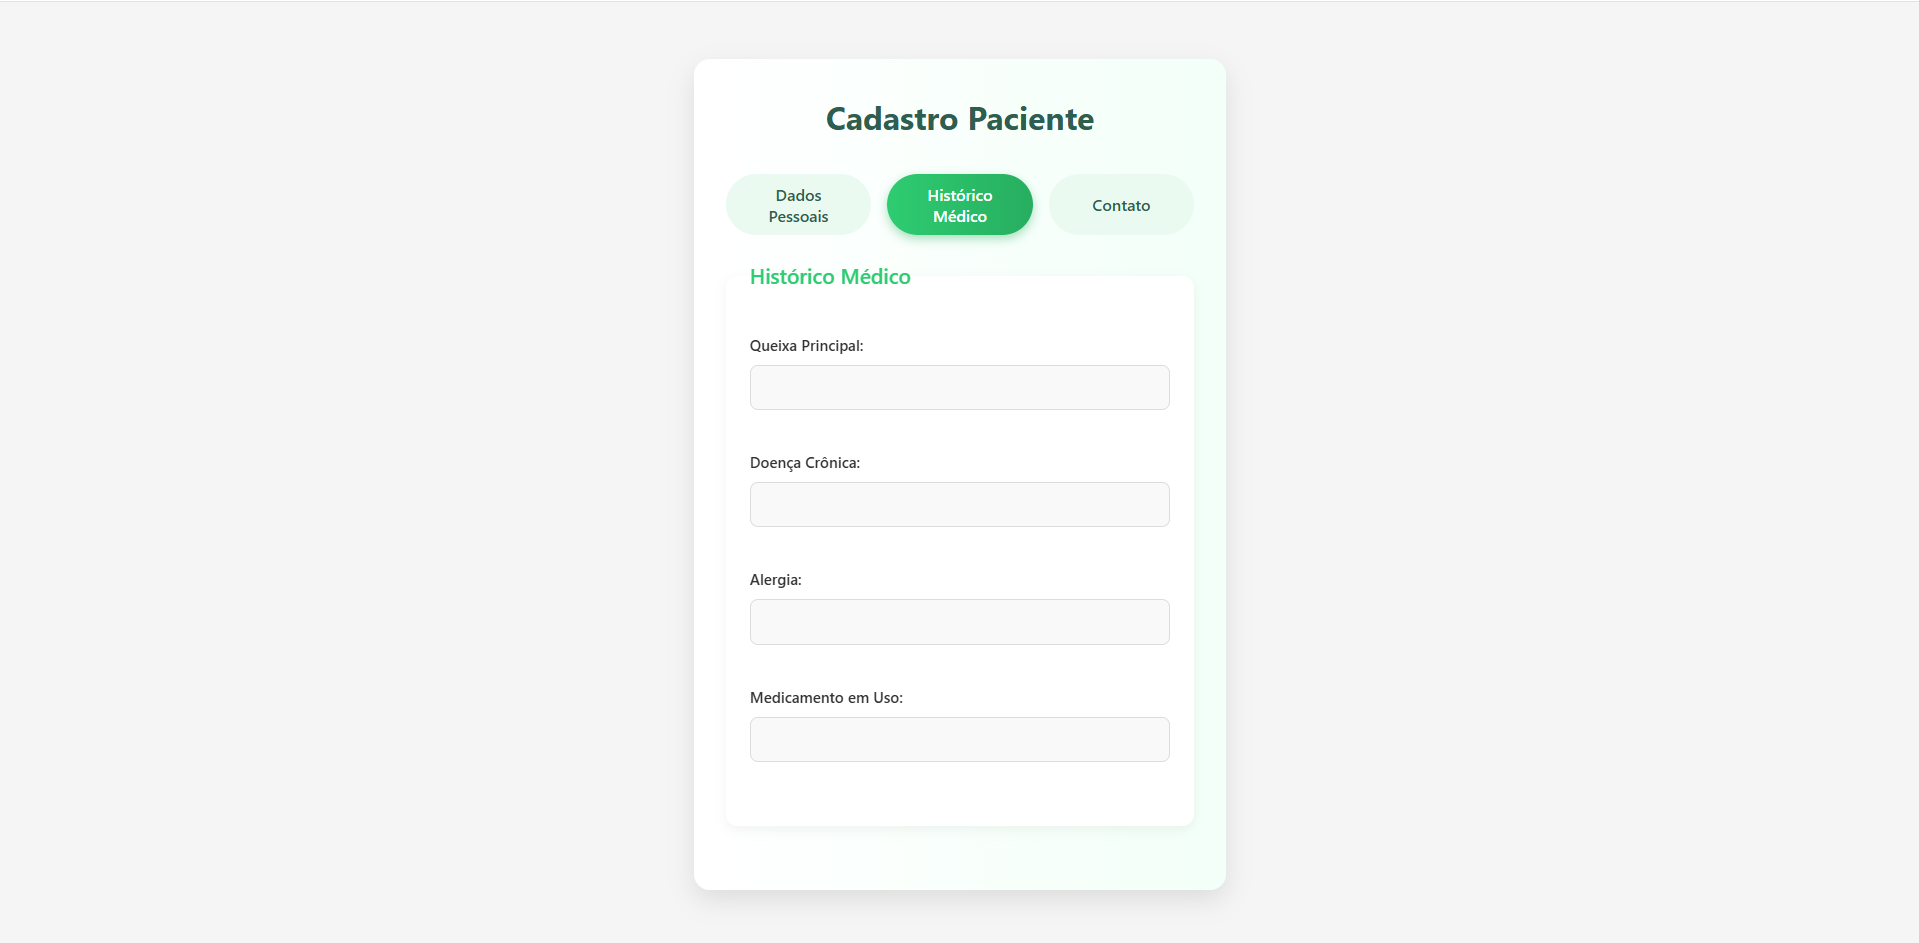 Cadastro Paciente
Dados
Pessoais
Histórico
Médico
Contato
Histórico Médico
Queixa Principal:
Doença Crônica:
Alergia:
Medicamento em Uso: